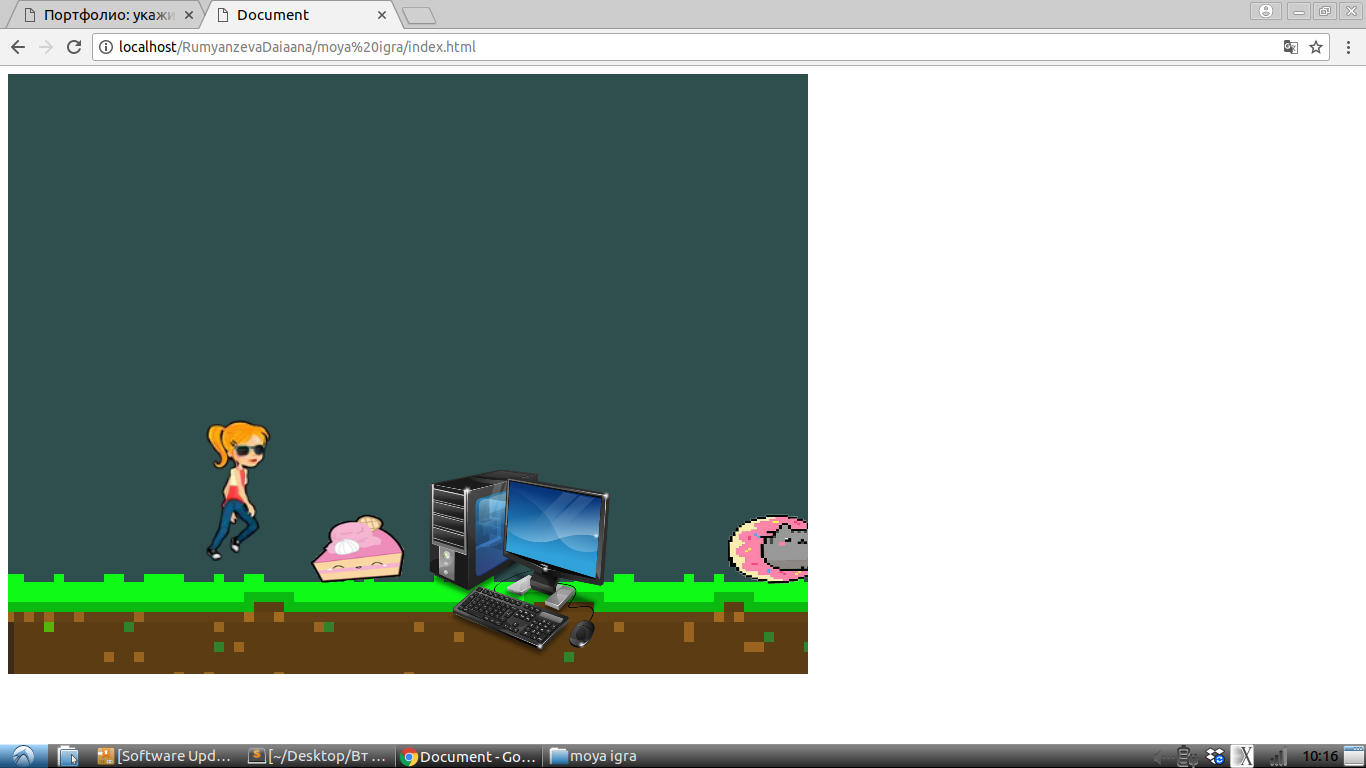 Портфолио: укажи
Document
localhost/RumyanzevaDaiaana/moya%20igra/index.html
[Software Upd...
[~/Desktop/Вт ...
Document - Go...
moya igra
10:16